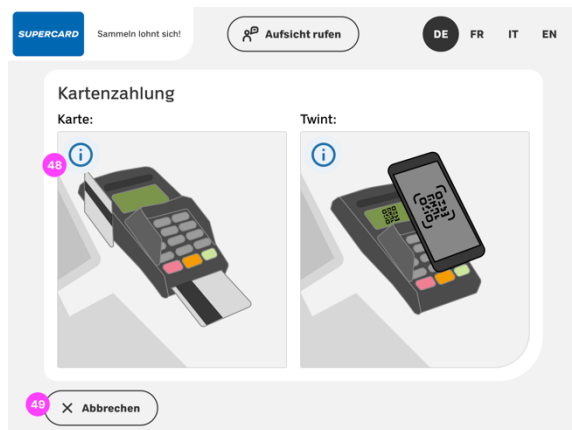 SUPERCARD
Sammeln lohnt sich!
Aufsicht rufen
DE FR IT EN
Kartenzahlung
Karte: Twint:
48
49
Abbrechen